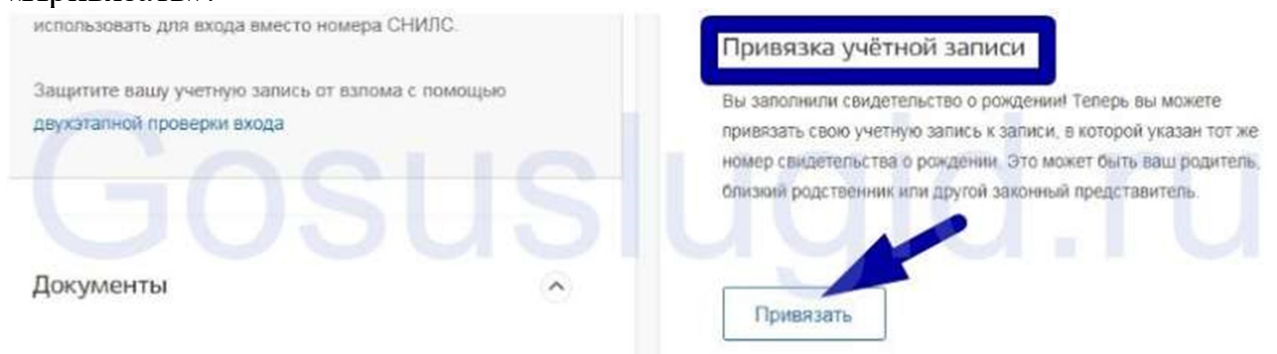 использовать для входа вместо номера СНИЛС.
Защитите вашу учетную запись от взлома с помощью
двухэтапной проверки входа
Документы
Привязка учётной записи
Вы заполнили свидетельство о рождении! Теперь вы можете
привязать свою учетную запись к записи, в которой указан тот же
номер свидетельства о рождении. Это может быть ваш родитель,
близкий родственник или другой законный представитель.
Привязать
Gosuslugid.ru